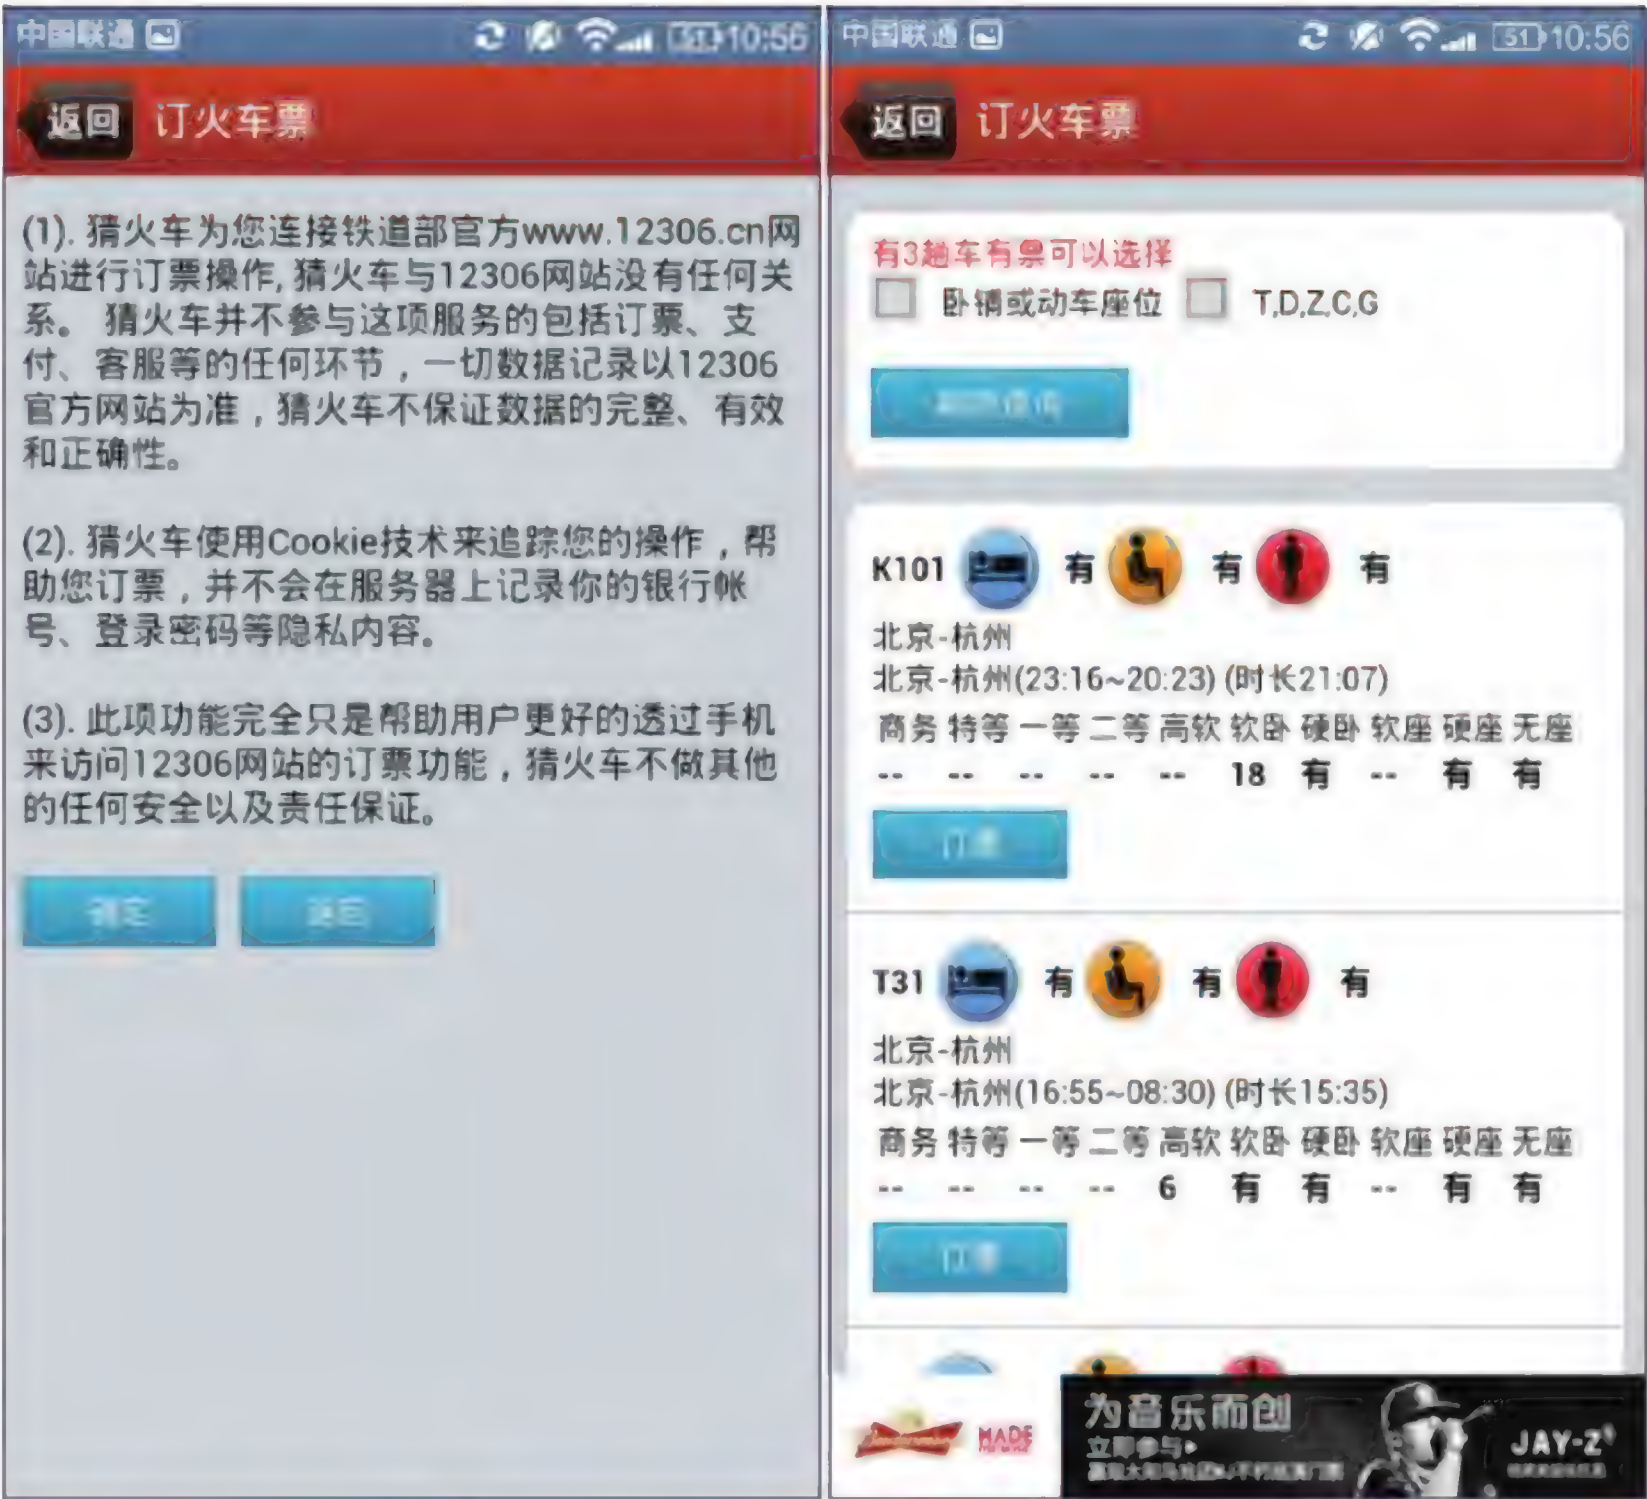 中国联通
10:56
返回 订火车票
(1). 猜火车为您连接铁道部官方www.12306.cn网
站进行订票操作, 猜火车与12306网站没有任何关
系。 猜火车并不参与这项服务的包括订票、支
付、客服等的任何环节，一切数据记录以12306
官方网站为准，猜火车不保证数据的完整、有效
和正确性。
(2). 猜火车使用Cookie技术来追踪您的操作，帮
助您订票，并不会在服务器上记录你的银行帐
号、登录密码等隐私内容。
(3). 此项功能完全只是帮助用户更好的透过手机
来访问12306网站的订票功能，猜火车不做其他
的任何安全以及责任保证。
确定 返回
中国联通
51 10:56
返回 订火车票
有3趟车有票可以选择
卧铺或动车座位 T,D,Z,C,G
K101 有 有 有
北京-杭州
北京-杭州(23:16~20:23) (时长21:07)
商务 特等 一等 二等 高软 软卧 硬卧 软座 硬座 无座
-- -- -- -- -- 18 有 -- 有 有
订票
T31 有 有 有
北京-杭州
北京-杭州(16:55~08:30) (时长15:35)
商务 特等 一等 二等 高软 软卧 硬卧 软座 硬座 无座
-- -- -- -- 6 有 有 -- 有 有
订票
Budweiser MADE
为音乐而创
立即参与
JAY-Z